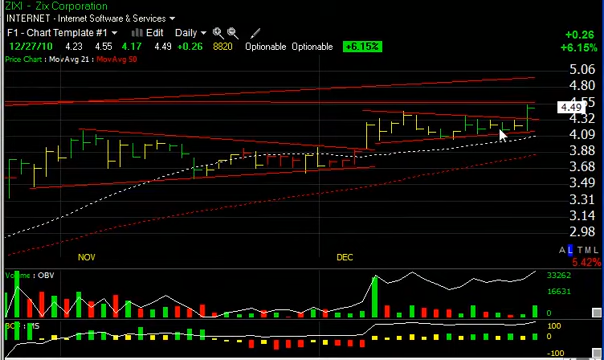 ZIXI - Zix Corporation
INTERNET · Internet Software & Services
+0.26
F1 - Chart Template #1 Edit Daily
+6.15%
12/27/10 4.23 4.55 4.17 4.49 +0.26 8820 Optionable Optionable +6.15%
Price Chart : MovAvg 21 : MovAvg 50
5.06
4.80
4.49
4.32
4.09
3.88
3.68
3.49
3.31
3.14
2.98
A L T M L
NOV DEC
5.42%
Volume : OBV
33262
16631
0
100
0
-100